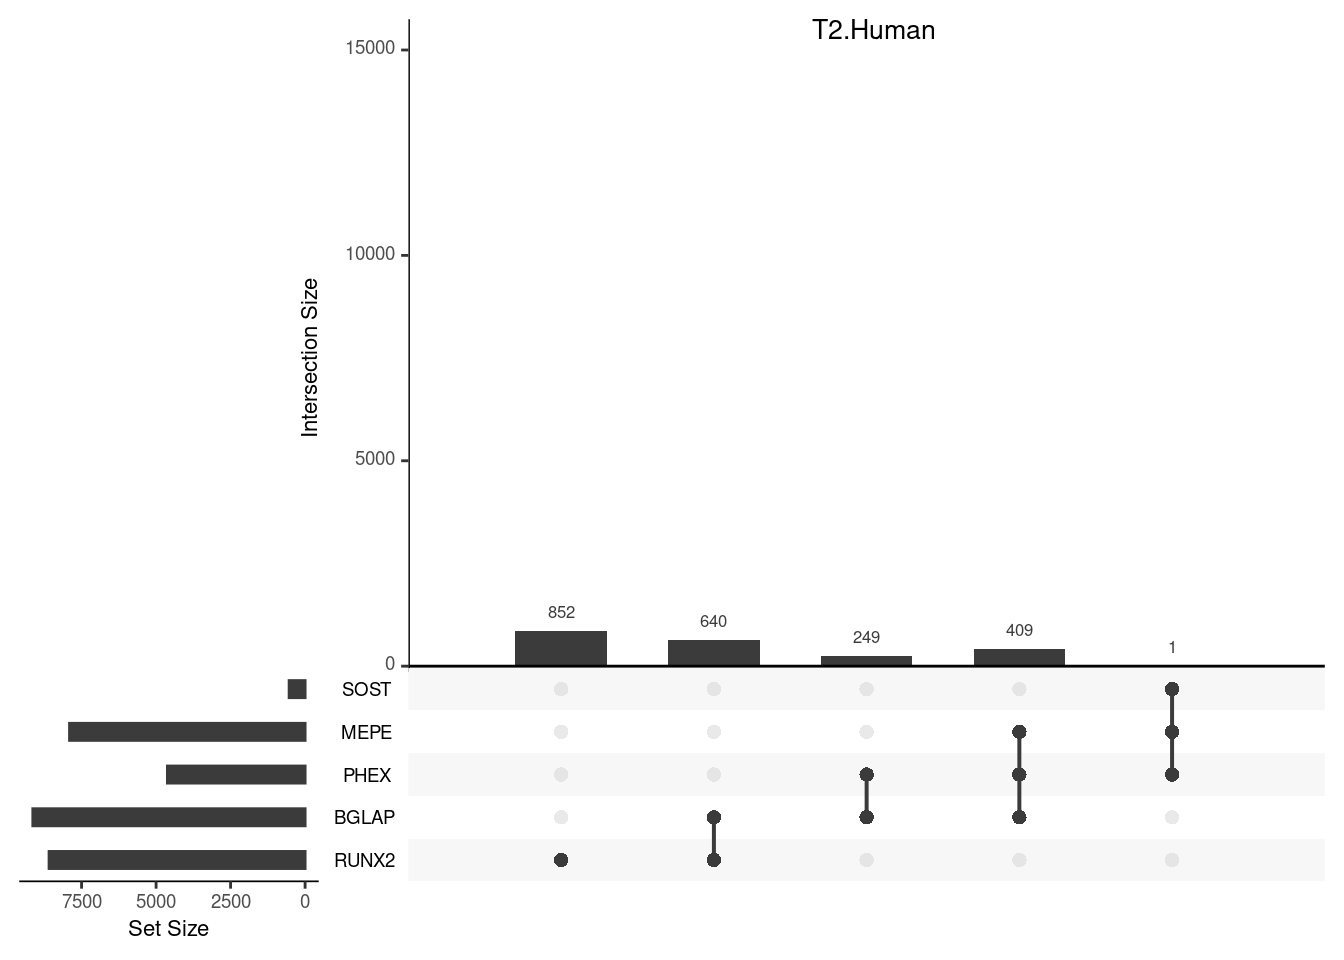 T2.Human
15000
10000
5000
0
Intersection Size
852
640
249
409
1
SOST
MEPE
PHEX
BGLAP
RUNX2
7500 5000 2500 0
Set Size